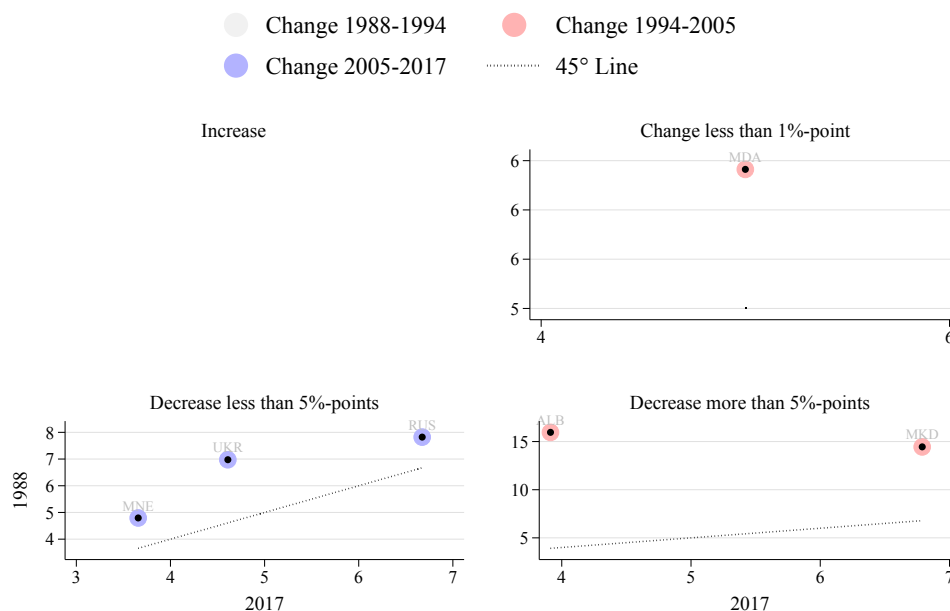 Change 1988-1994 Change 1994-2005
Change 2005-2017 45° Line
Increase
Change less than 1%-point
MDA
6
6
6
5
4 6
Decrease less than 5%-points
1988
8
7
6
5
4
MNE UKR RUS
3 4 5 6 7
2017
Decrease more than 5%-points
15
10
5
ALB MKD
4 5 6 7
2017